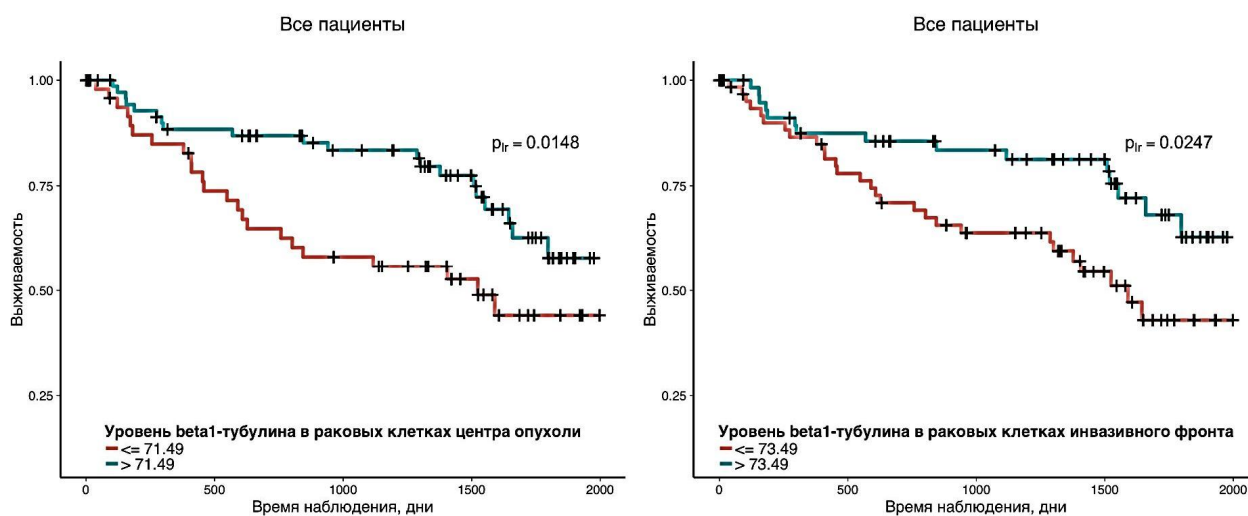 Все пациенты
1.00
0.75
0.50
0.25
Выживаемость
p_lr = 0.0148
Уровень beta1-тубулина в раковых клетках центра опухоли
<= 71.49
> 71.49
0 500 1000 1500 2000
Время наблюдения, дни
Все пациенты
1.00
0.75
0.50
0.25
Выживаемость
p_lr = 0.0247
Уровень beta1-тубулина в раковых клетках инвазивного фронта
<= 73.49
> 73.49
0 500 1000 1500 2000
Время наблюдения, дни